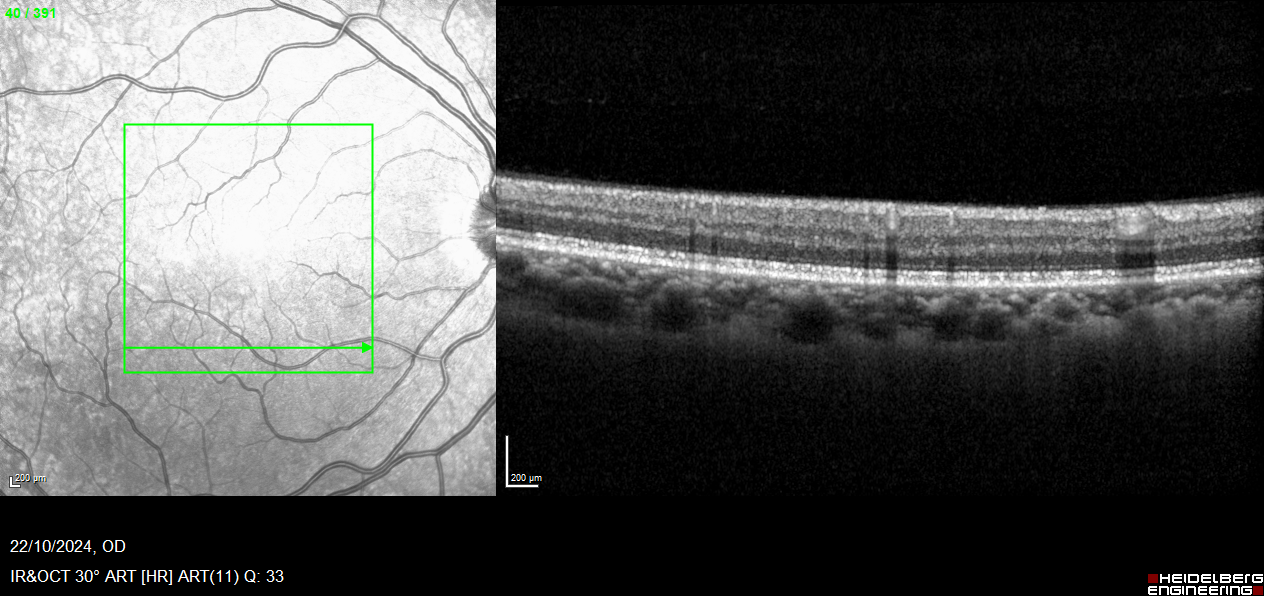 40 / 391
200 µm
200 µm
22/10/2024, OD
IR&OCT 30° ART [HR] ART(11) Q: 33
HEIDELBERG
ENGINEERING